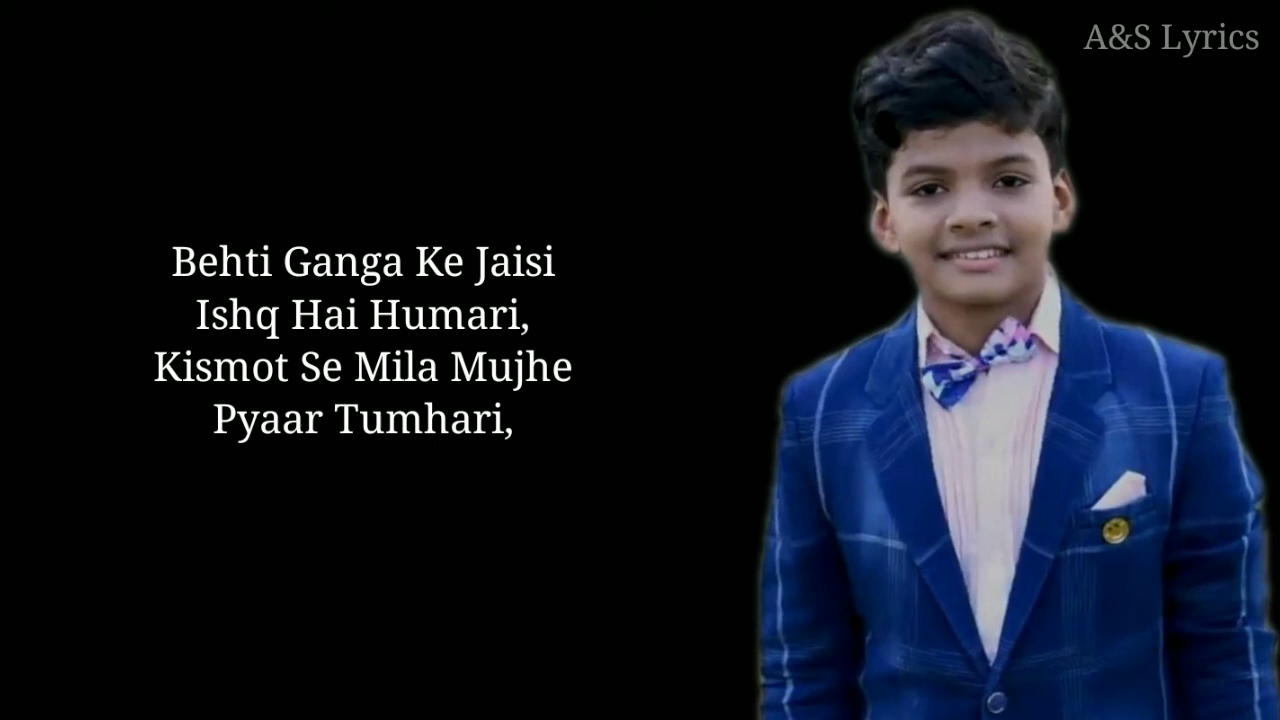 A&S Lyrics
Behti Ganga Ke Jaisi
Ishq Hai Humari,
Kismot Se Mila Mujhe
Pyaar Tumhari,